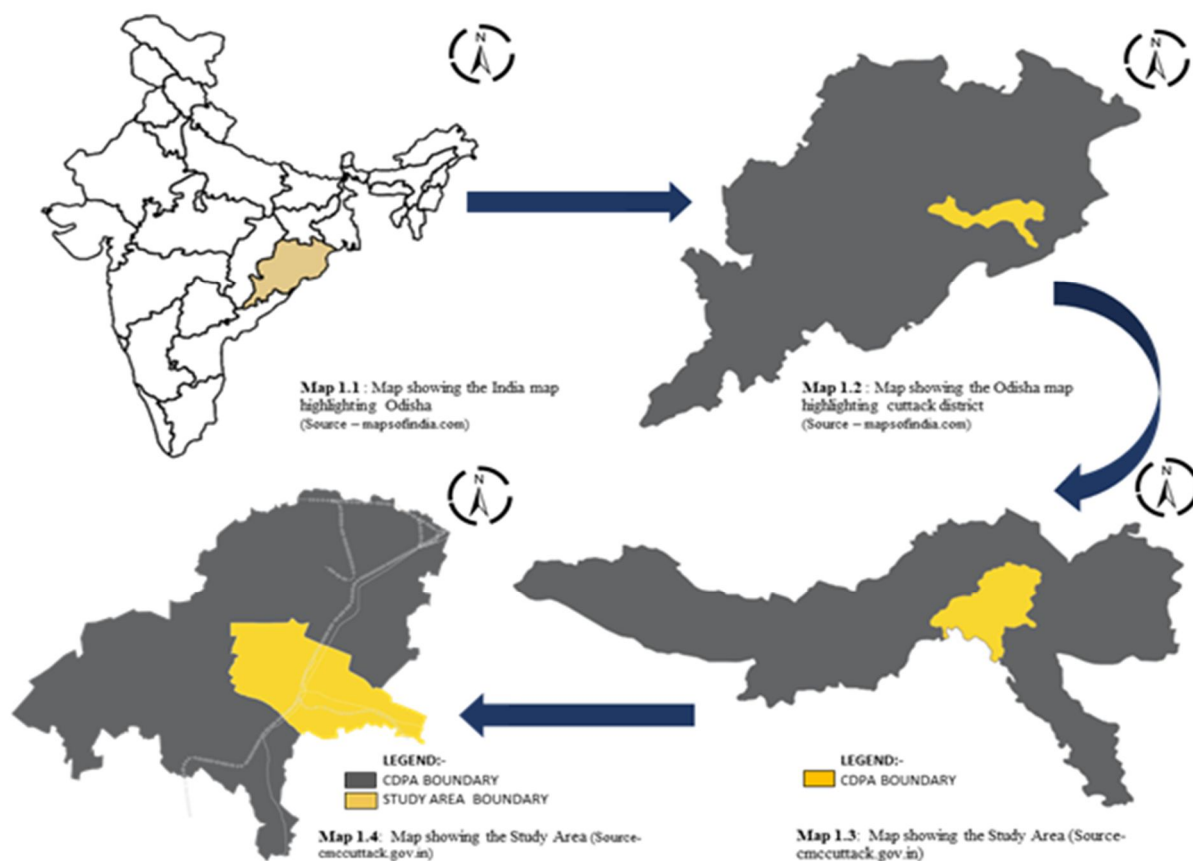 N
N
Map 1.1 : Map showing the India map
highlighting Odisha
(Source – mapsofindia.com)
Map 1.2 : Map showing the Odisha map
highlighting cuttack district
(Source – mapsofindia.com)
N
N
LEGEND:-
CDPA BOUNDARY
STUDY AREA BOUNDARY
Map 1.4: Map showing the Study Area (Source-
cmccuttack.gov.in)
LEGEND:-
CDPA BOUNDARY
Map 1.3: Map showing the Study Area (Source-
cmccuttack.gov.in)